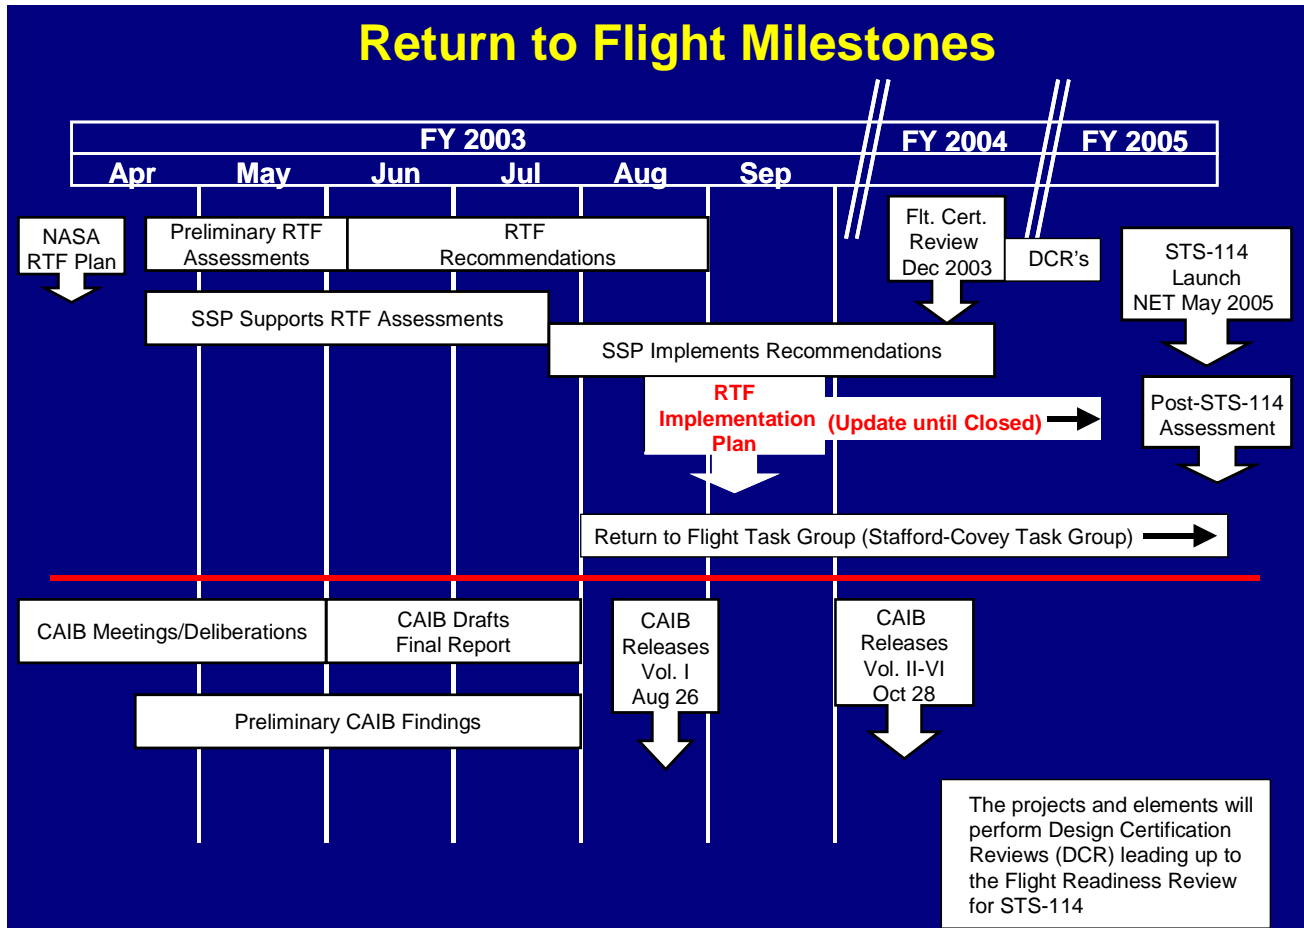 Return to Flight Milestones
FY 2003
FY 2004
FY 2005
Apr
May
Jun
Jul
Aug
Sep
NASA
RTF Plan
Preliminary RTF
Assessments
RTF
Recommendations
Flt. Cert.
Review
Dec 2003
DCR's
STS-114
Launch
NET May 2005
SSP Supports RTF Assessments
SSP Implements Recommendations
RTF
Implementation
Plan
(Update until Closed)
Post-STS-114
Assessment
Return to Flight Task Group (Stafford-Covey Task Group)
CAIB Meetings/Deliberations
CAIB Drafts
Final Report
CAIB
Releases
Vol. I
Aug 26
CAIB
Releases
Vol. II-VI
Oct 28
Preliminary CAIB Findings
The projects and elements will
perform Design Certification
Reviews (DCR) leading up to
the Flight Readiness Review
for STS-114